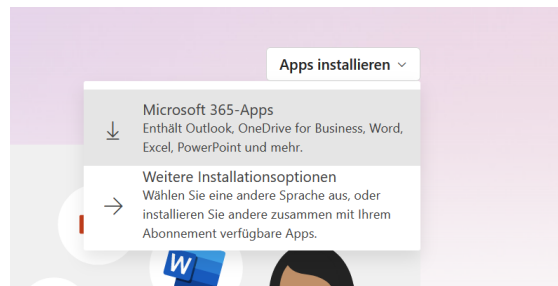 Apps installieren
Microsoft 365-Apps
Enthält Outlook, OneDrive for Business, Word,
Excel, PowerPoint und mehr.
Weitere Installationsoptionen
Wählen Sie eine andere Sprache aus, oder
installieren Sie andere zusammen mit Ihrem
Abonnement verfügbare Apps.
W